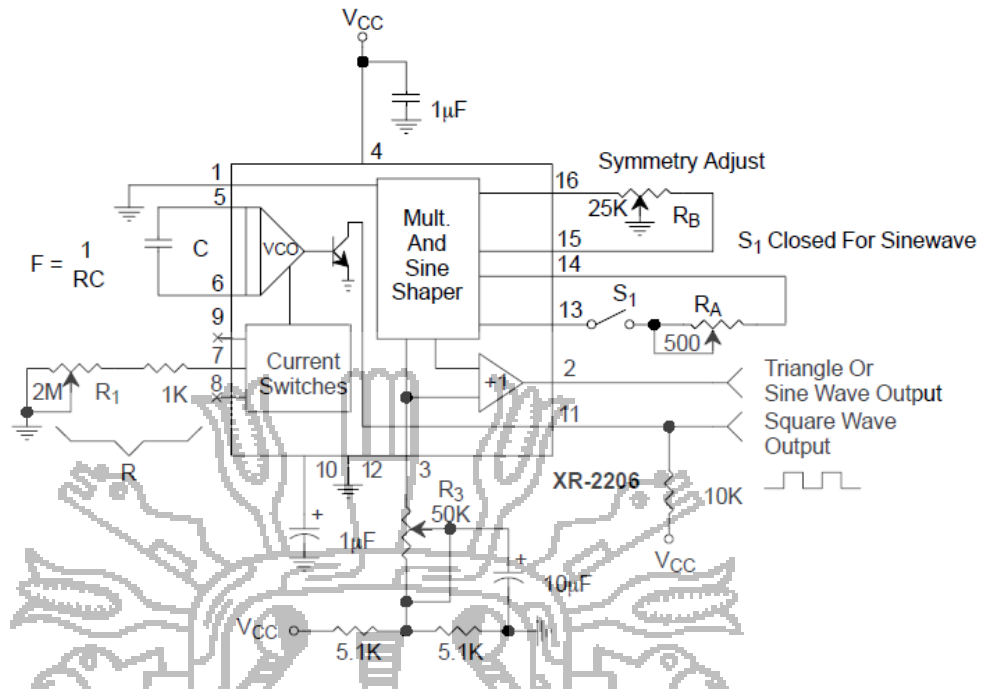 VCC
1µF
4
1
5
16
Symmetry Adjust
25K
RB
Mult.
And
Sine
Shaper
VCO
C
F = 1
RC
15
S1 Closed For Sinewave
14
6
13
S1
RA
500
9
7
8
Current
Switches
2M
R1
1K
+1
2
Triangle Or
Sine Wave Output
11
Square Wave
Output
R
10
12
3
XR-2206
10K
R3
50K
+
1µF
+
10µF
VCC
VCC
5.1K
5.1K